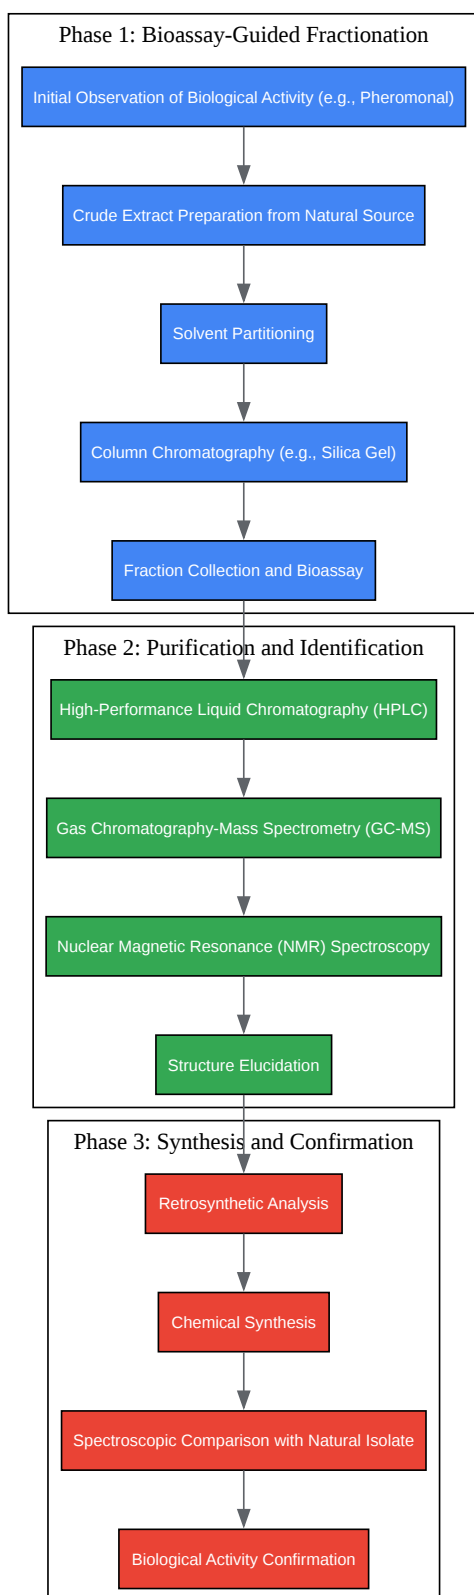 Phase 1: Bioassay-Guided Fractionation
Initial Observation of Biological Activity (e.g., Pheromonal)
Crude Extract Preparation from Natural Source
Solvent Partitioning
Column Chromatography (e.g., Silica Gel)
Fraction Collection and Bioassay
Phase 2: Purification and Identification
High-Performance Liquid Chromatography (HPLC)
Gas Chromatography-Mass Spectrometry (GC-MS)
Nuclear Magnetic Resonance (NMR) Spectroscopy
Structure Elucidation
Phase 3: Synthesis and Confirmation
Retrosynthetic Analysis
Chemical Synthesis
Spectroscopic Comparison with Natural Isolate
Biological Activity Confirmation